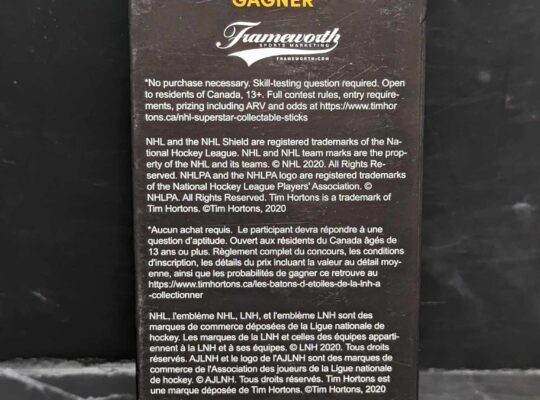 GAGNER
Frameworth
SPORTS MARKETING
FRAMEWORTH.COM
*No purchase necessary. Skill-testing question required. Open
to residents of Canada, 13+. Full contest rules, entry require-
ments, prizing including ARV and odds at https://www.timhor
tons.ca/nhl-superstar-collectable-sticks
NHL and the NHL Shield are registered trademarks of the Na-
tional Hockey League. NHL and NHL team marks are the prop-
erty of the NHL and its teams. © NHL 2020. All Rights Re-
served. NHLPA and the NHLPA logo are registered trademarks
of the National Hockey League Players' Association. ©
NHLPA. All Rights Reserved. Tim Hortons is a trademark of
Tim Hortons. ©Tim Hortons, 2020
*Aucun achat requis. Le participant devra répondre à une
question d'aptitude. Ouvert aux résidents du Canada âgés de
13 ans ou plus. Règlement complet du concours, les conditions
d'inscription, les détails du prix incluant la valeur au détail moy-
enne, ainsi que les probabilités de gagner ce retrouve au
https://www.timhortons.ca/les-batons-d-etoiles-de-la-lnh-a
-collectionner
NHL, l'emblème NHL, LNH, et l'emblème LNH sont des
marques de commerce déposées de la Ligue nationale de
hockey. Les marques de la LNH et celles des équipes apparti-
ennent à la LNH et à ses équipes. © LNH 2020. Tous droits
réservés. AJLNH et le logo de l'AJLNH sont des marques de
commerce de l'Association des joueurs de la Ligue nationale
de hockey. © AJLNH. Tous droits réservés. Tim Hortons est
une marque déposée de Tim Hortons. ©Tim Hortons, 2020